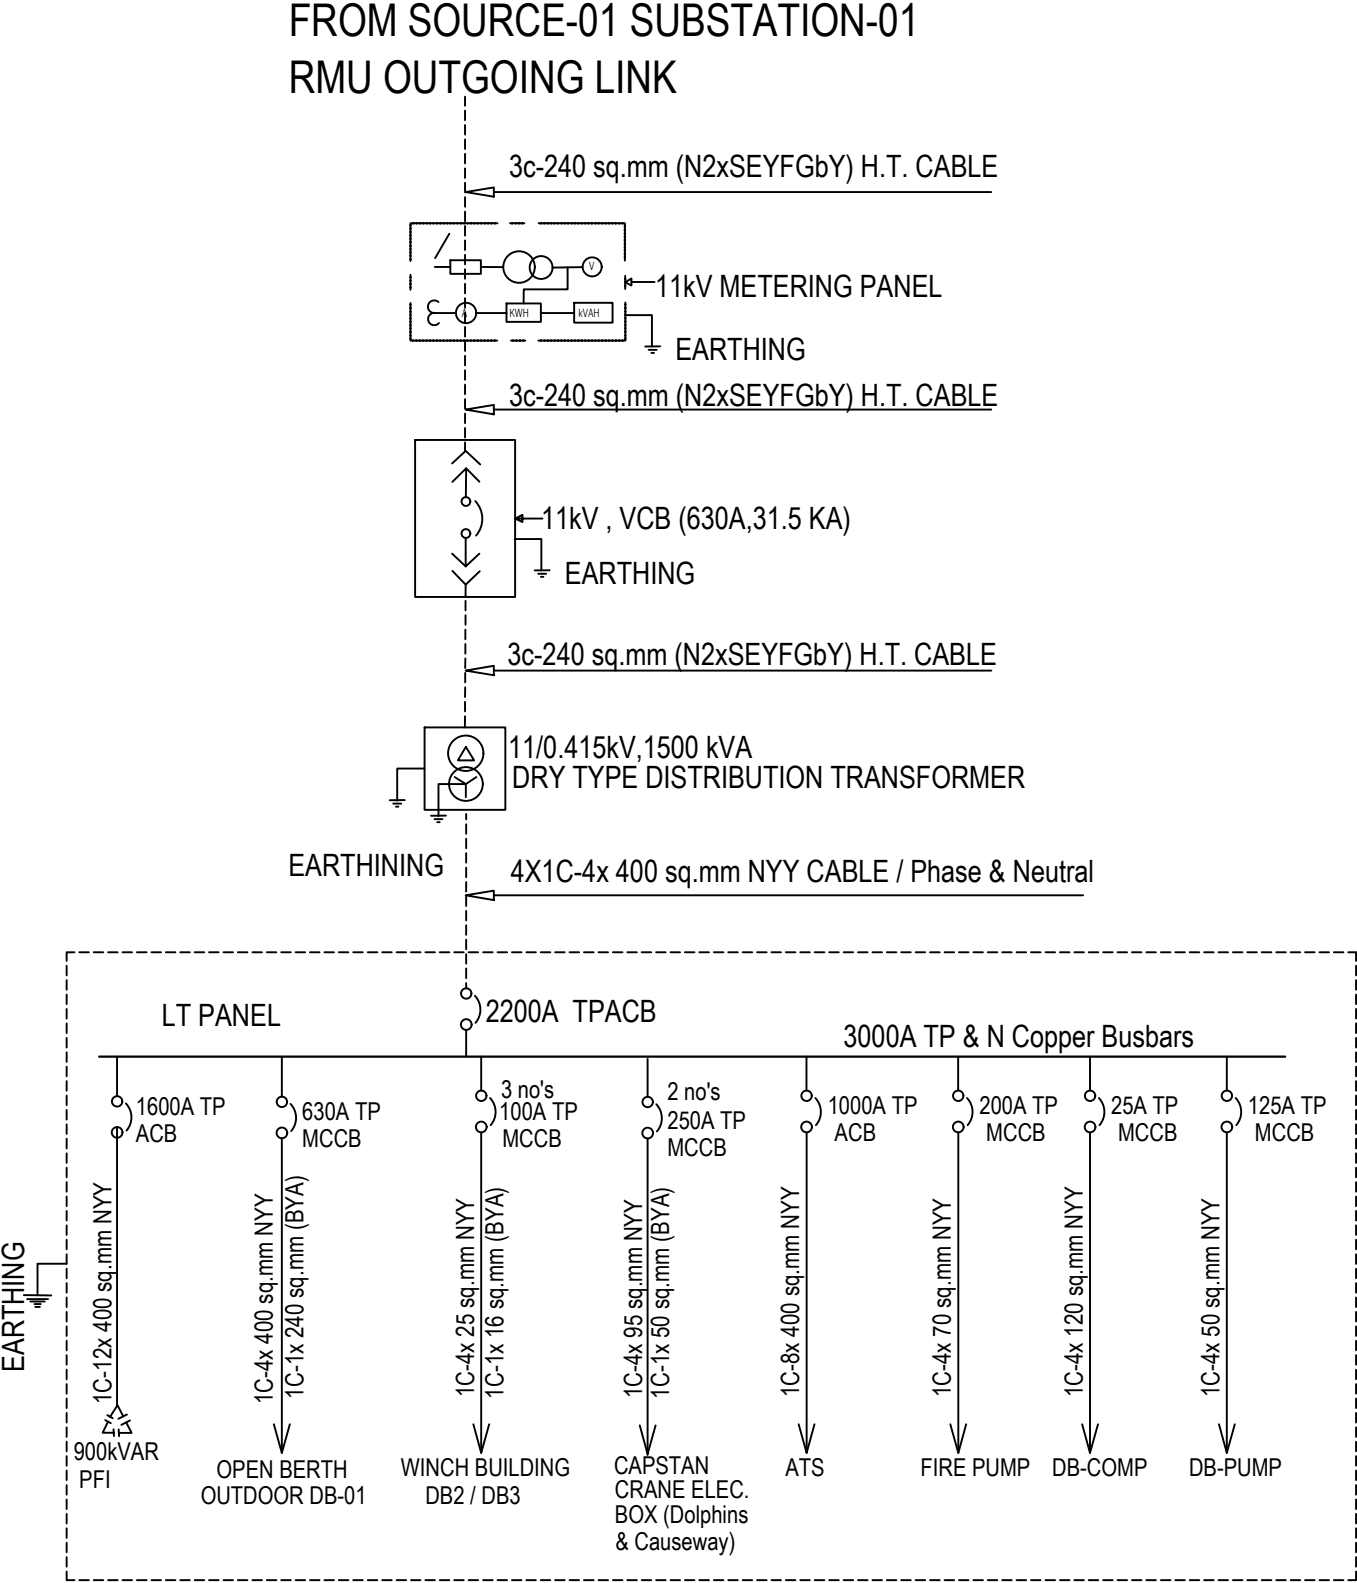 FROM SOURCE-01 SUBSTATION-01
RMU OUTGOING LINK
3c-240 sq.mm (N2xSEYFGbY) H.T. CABLE
V
11kV METERING PANEL
A
KWH
kVAH
EARTHING
3c-240 sq.mm (N2xSEYFGbY) H.T. CABLE
11kV , VCB (630A,31.5 KA)
EARTHING
3c-240 sq.mm (N2xSEYFGbY) H.T. CABLE
11/0.415kV,1500 kVA
DRY TYPE DISTRIBUTION TRANSFORMER
EARTHINING
4X1C-4x 400 sq.mm NYY CABLE / Phase & Neutral
LT PANEL
2200A TPACB
3000A TP & N Copper Busbars
1600A TP
ACB
630A TP
MCCB
3 no's
100A TP
MCCB
2 no's
250A TP
MCCB
1000A TP
ACB
200A TP
MCCB
25A TP
MCCB
125A TP
MCCB
EARTHING
1C-12x 400 sq.mm NYY
1C-4x 400 sq.mm NYY
1C-1x 240 sq.mm (BYA)
1C-4x 25 sq.mm NYY
1C-1x 16 sq.mm (BYA)
1C-4x 95 sq.mm NYY
1C-1x 50 sq.mm (BYA)
1C-8x 400 sq.mm NYY
1C-4x 70 sq.mm NYY
1C-4x 120 sq.mm NYY
1C-4x 50 sq.mm NYY
900kVAR
PFI
OPEN BERTH
OUTDOOR DB-01
WINCH BUILDING
DB2 / DB3
CAPSTAN
CRANE ELEC.
BOX (Dolphins
& Causeway)
ATS
FIRE PUMP
DB-COMP
DB-PUMP